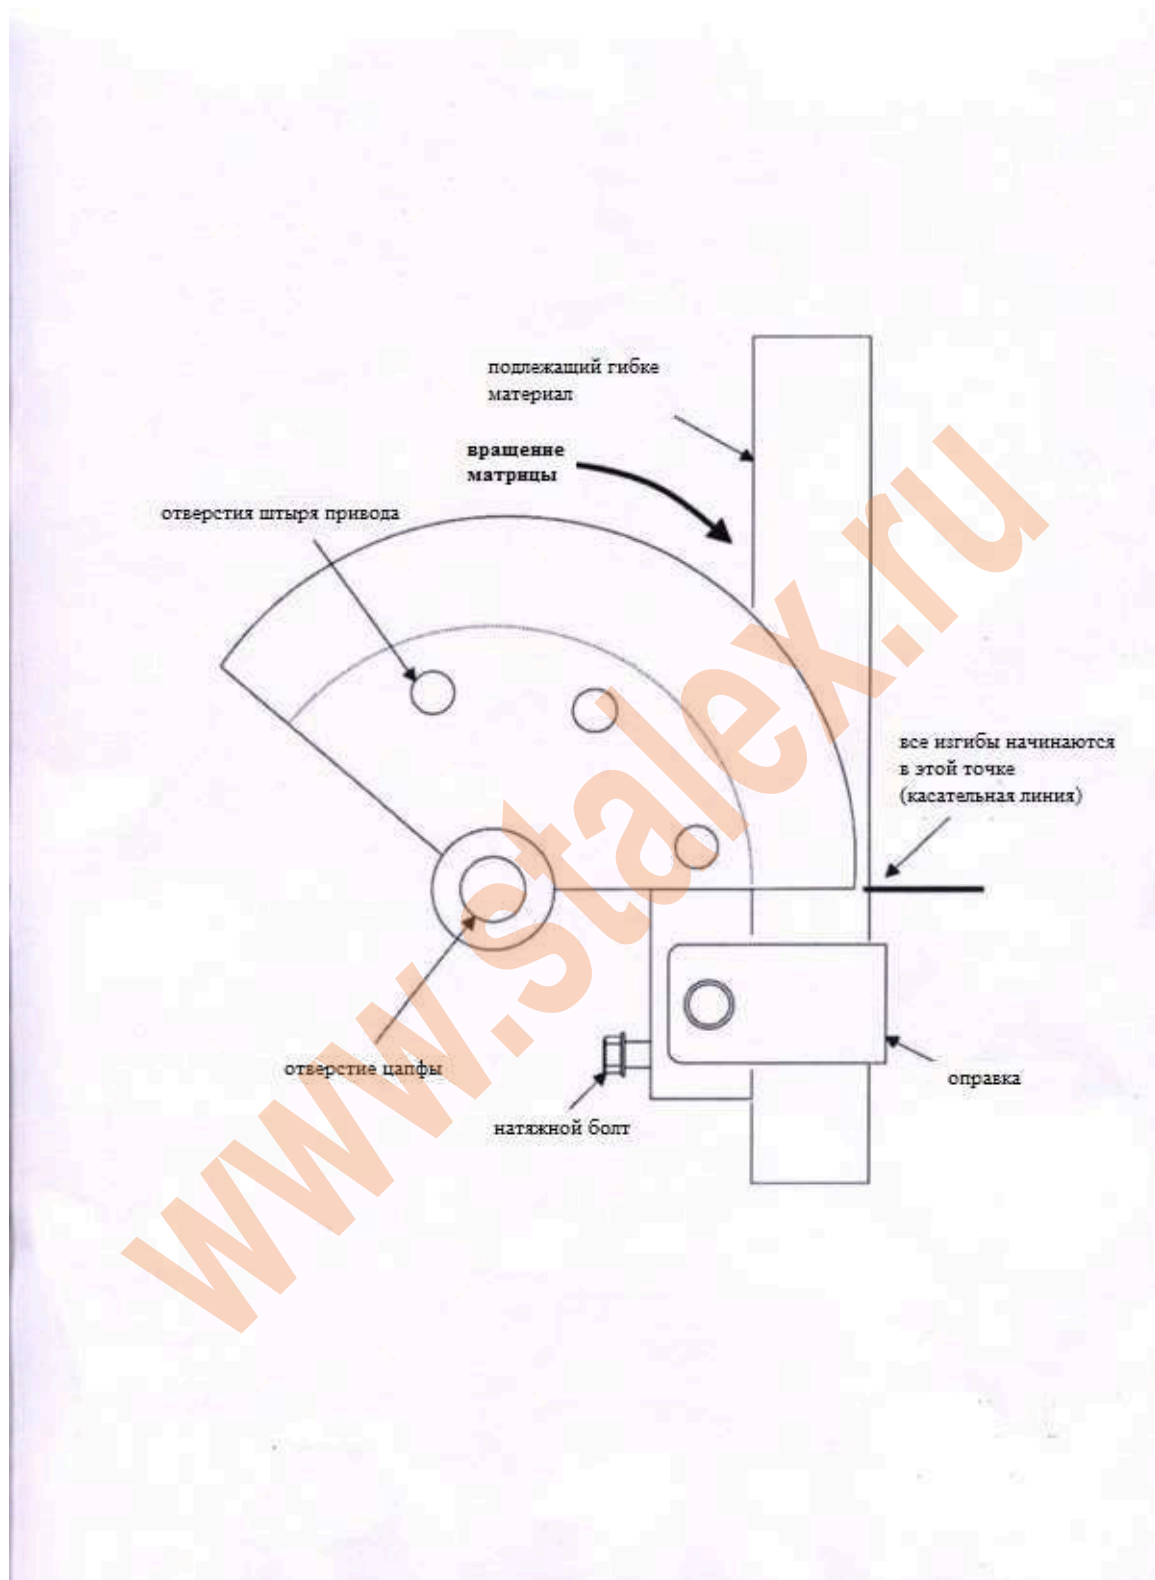 подлежащий гибке
материал
вращение
матрицы
отверстия штыря привода
все изгибы начинаются
в этой точке
(касательная линия)
отверстие цапфы
оправка
натяжной болт
www.stalex.ru